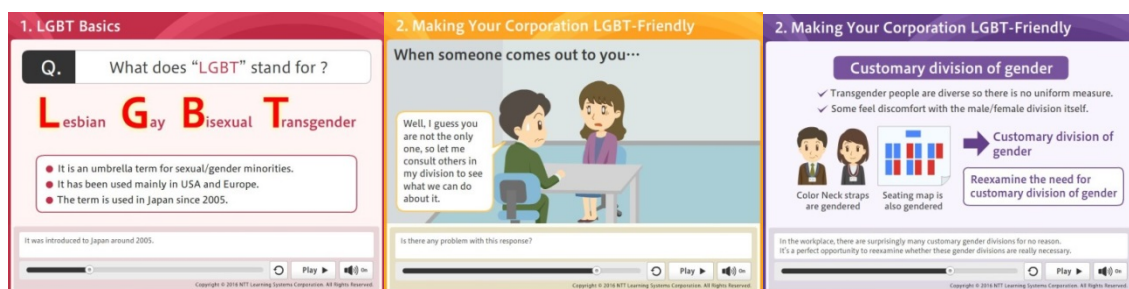 1. LGBT Basics
Q.
What does “LGBT” stand for ?
Lesbian Gay Bisexual Transgender
● It is an umbrella term for sexual/gender minorities.
● It has been used mainly in USA and Europe.
● The term is used in Japan since 2005.
It was introduced to Japan around 2005.
Play ▶
On
Copyright © 2016 NTT Learning Systems Corporation. All Rights Reserved.
2. Making Your Corporation LGBT-Friendly
When someone comes out to you…
Well, I guess you
are not the only
one, so let me
consult others in
my division to see
what we can do
about it.
Is there any problem with this response?
Play ▶
On
Copyright © 2016 NTT Learning Systems Corporation. All Rights Reserved.
2. Making Your Corporation LGBT-Friendly
Customary division of gender
✓ Transgender people are diverse so there is no uniform measure.
✓ Some feel discomfort with the male/female division itself.
Color Neck straps
are gendered
Seating map is
also gendered
Customary division of
gender
Reexamine the need for
customary division of gender
In the workplace, there are surprisingly many customary gender divisions for no reason.
It’s a perfect opportunity to reexamine whether these gender divisions are really necessary.
Play ▶
On
Copyright © 2016 NTT Learning Systems Corporation. All Rights Reserved.